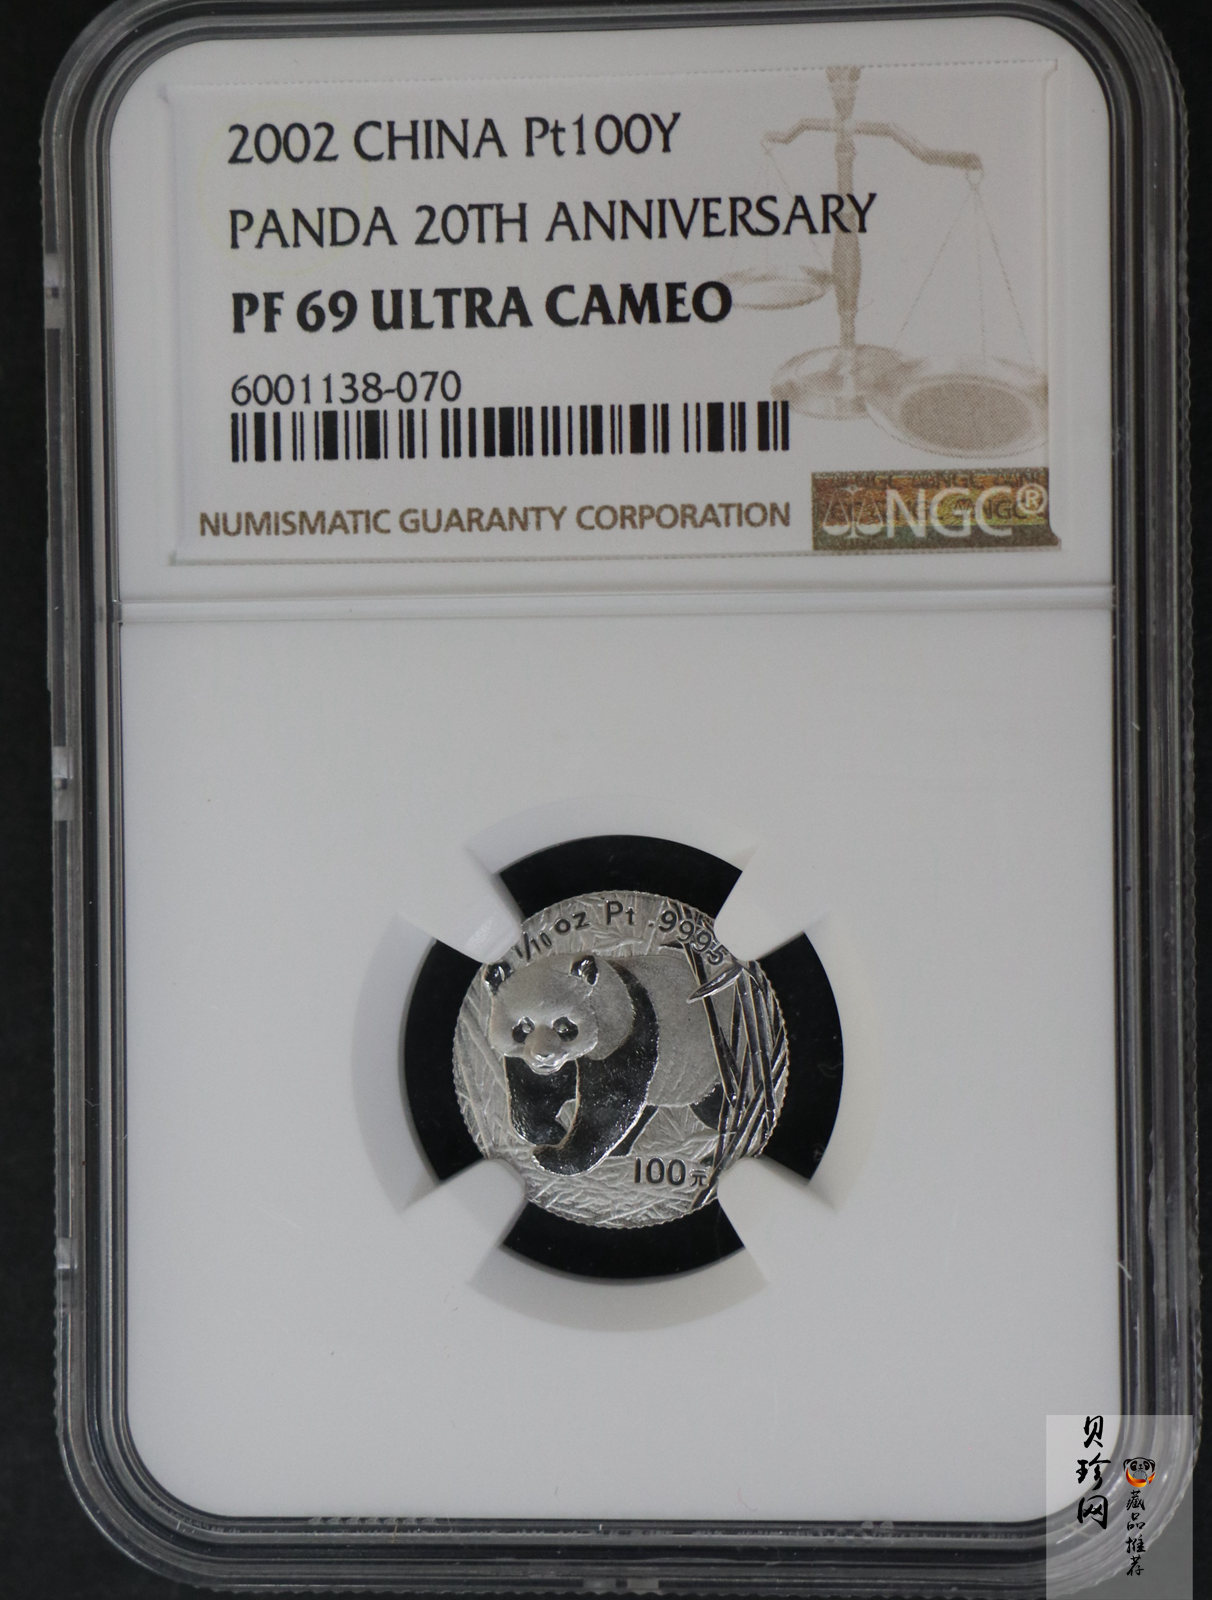 2002 CHINA Pt100Y
PANDA 20TH ANNIVERSARY
PF 69 ULTRA CAMEO
6001138-070
NUMISMATIC GUARANTY CORPORATION
NGC®
1/10 oz Pt .9995
100元
贝珍网
藏品推荐